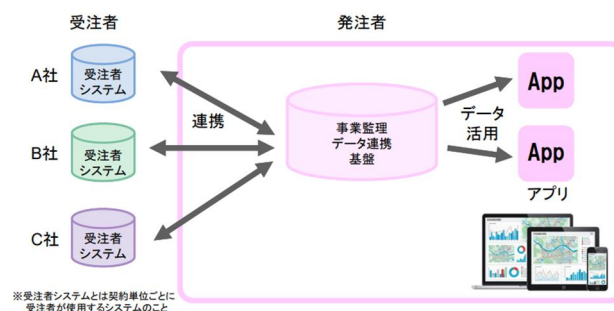 受注者
発注者
A社
受注者
システム
B社
受注者
システム
C社
受注者
システム
連携
事業監理
データ連携
基盤
データ
活用
App
App
アプリ
※受注者システムとは契約単位ごとに
受注者が使用するシステムのこと